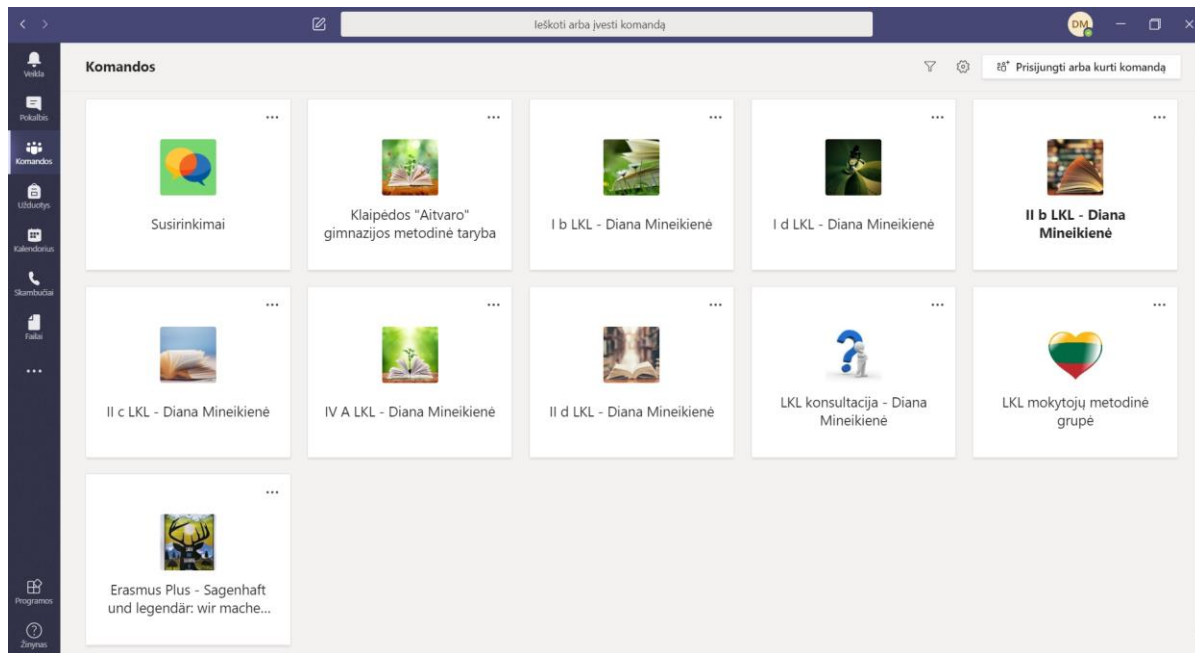 Ieškoti arba įvesti komandą
DM
Veikla
Pokalbis
Komandos
Užduotys
Kalendorius
Skambučiai
Failai
Programos
Žinynas
Komandos
Prisijungti arba kurti komandą
Susirinkimai
Klaipėdos "Aitvaro"
gimnazijos metodinė taryba
I b LKL - Diana Mineikienė
I d LKL - Diana Mineikienė
II b LKL - Diana
Mineikienė
II c LKL - Diana Mineikienė
IV A LKL - Diana Mineikienė
II d LKL - Diana Mineikienė
LKL konsultacija - Diana
Mineikienė
LKL mokytojų metodinė
grupė
Erasmus Plus - Sagenhaft
und legendär: wir mache...